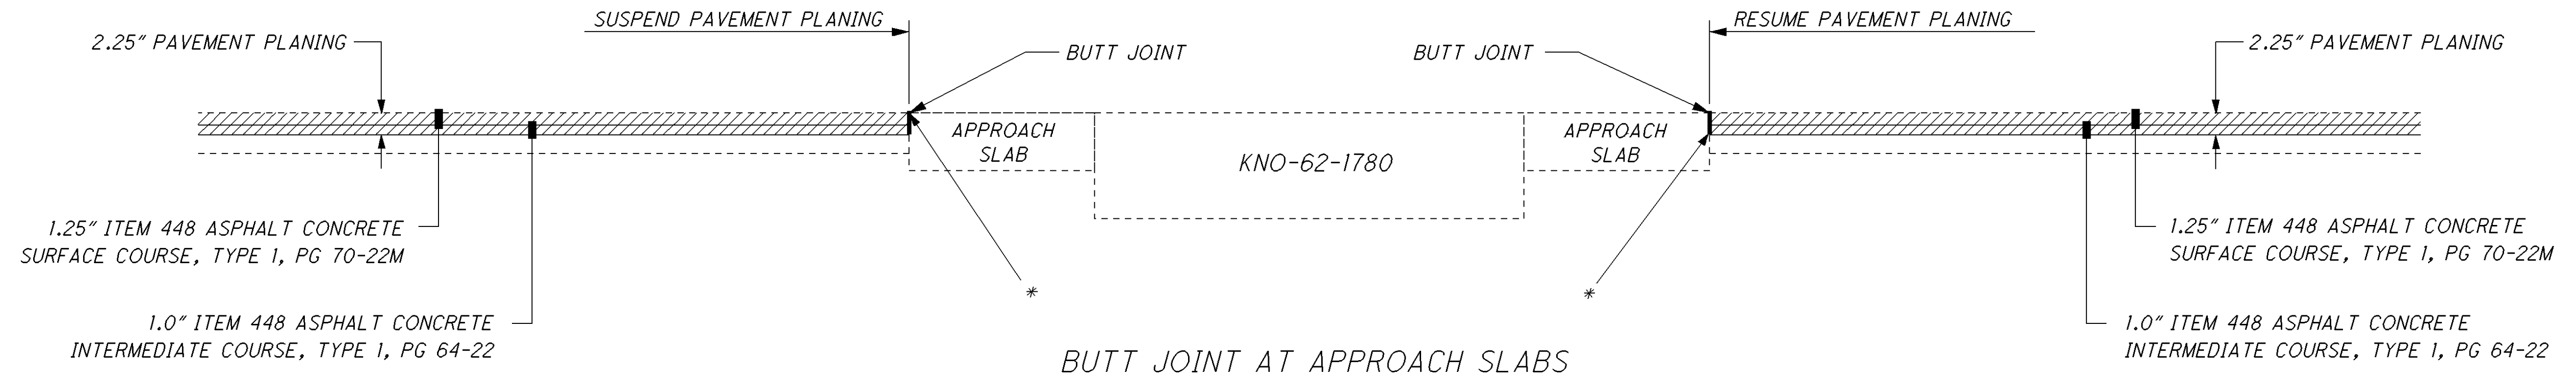 SUSPEND PAVEMENT PLANING
RESUME PAVEMENT PLANING
2.25" PAVEMENT PLANING
BUTT JOINT
BUTT JOINT
2.25" PAVEMENT PLANING
APPROACH
SLAB
KNO-62-1780
APPROACH
SLAB
1.25" ITEM 448 ASPHALT CONCRETE
SURFACE COURSE, TYPE 1, PG 70-22M
1.25" ITEM 448 ASPHALT CONCRETE
SURFACE COURSE, TYPE 1, PG 70-22M
*
*
1.0" ITEM 448 ASPHALT CONCRETE
INTERMEDIATE COURSE, TYPE 1, PG 64-22
1.0" ITEM 448 ASPHALT CONCRETE
INTERMEDIATE COURSE, TYPE 1, PG 64-22
BUTT JOINT AT APPROACH SLABS